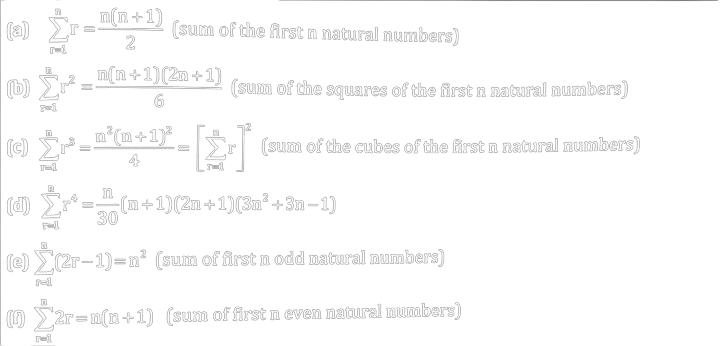 (a) \sum_{r=1}^{n} r = \frac{n(n+1)}{2} (sum of the first n natural numbers)
(b) \sum_{r=1}^{n} r^2 = \frac{n(n+1)(2n+1)}{6} (sum of the squares of the first n natural numbers)
(c) \sum_{r=1}^{n} r^3 = \frac{n^2(n+1)^2}{4} = \left[\sum_{r=1}^{n} r\right]^2 (sum of the cubes of the first n natural numbers)
(d) \sum_{r=1}^{n} r^4 = \frac{n}{30}(n+1)(2n+1)(3n^2+3n-1)
(e) \sum_{r=1}^{n} (2r-1) = n^2 (sum of first n odd natural numbers)
(f) \sum_{r=1}^{n} 2r = n(n+1) (sum of first n even natural numbers)